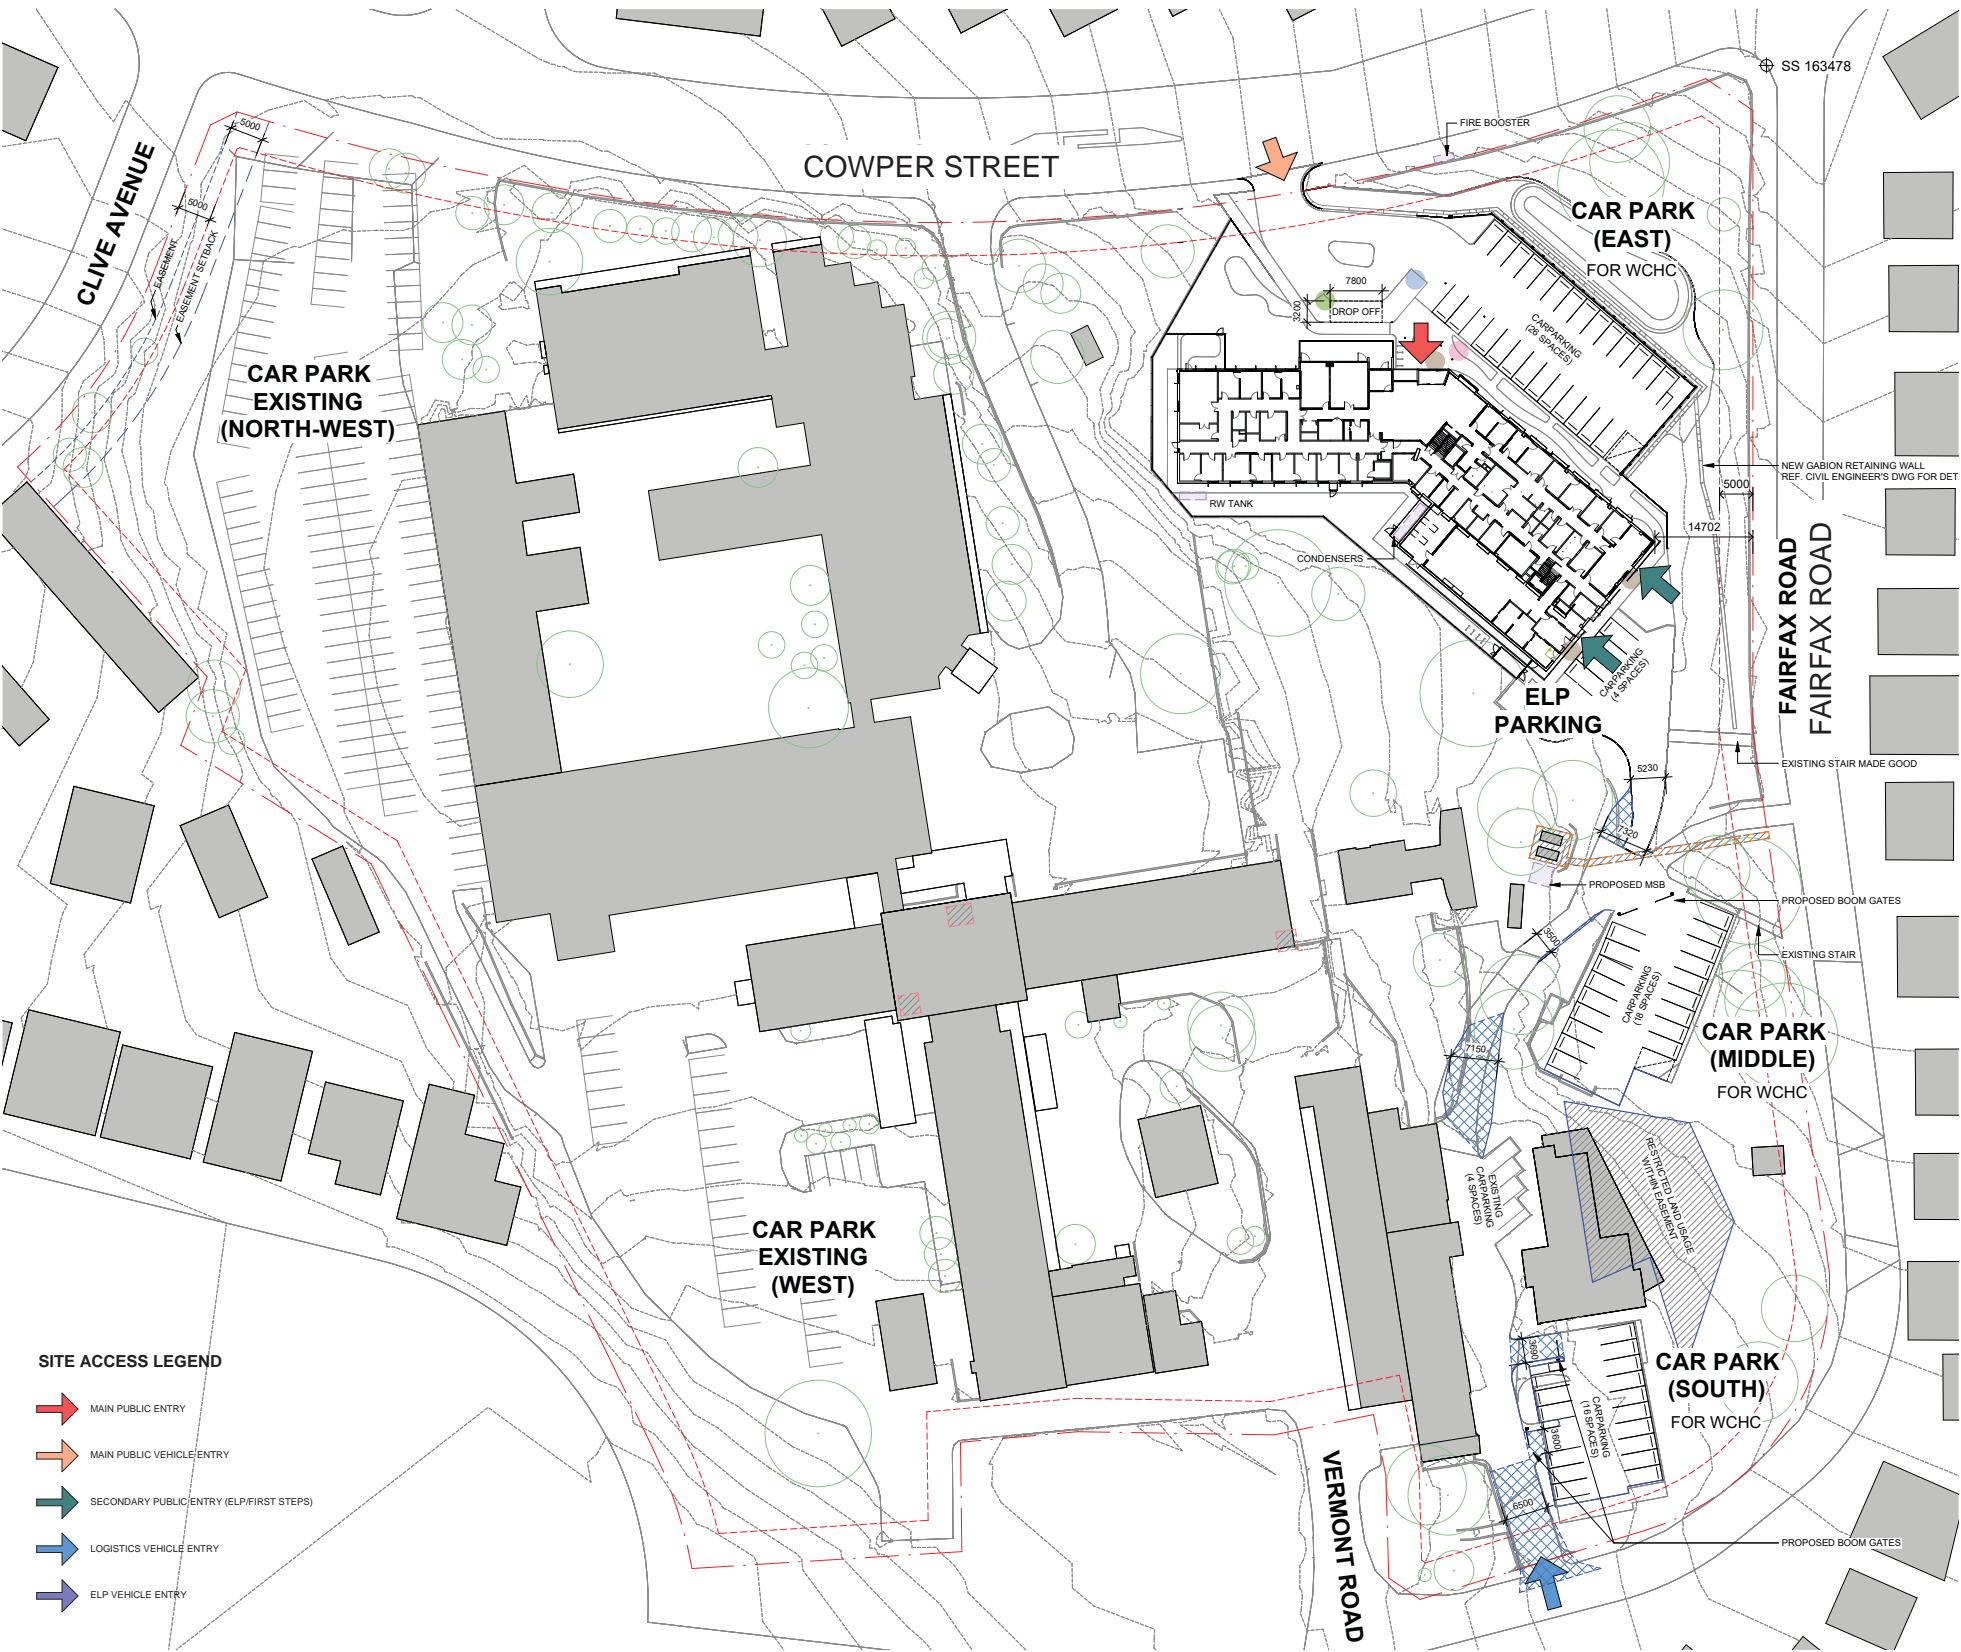 SS 163478
FIRE BOOSTER
5000
COWPER STREET
CLIVE AVENUE
5000
EASEMENT
EASEMENT SETBACK
CAR PARK
(EAST)
FOR WCHC
7800
3200
DROP OFF
CARPARKING
(26 SPACES)
CAR PARK
EXISTING
(NORTH-WEST)
NEW GABION RETAINING WALL
REF. CIVIL ENGINEER'S DWG FOR DET
5000
RW TANK
14702
CONDENSERS
FAIRFAX ROAD
FAIRFAX ROAD
CARPARKING
(4 SPACES)
ELP
PARKING
EXISTING STAIR MADE GOOD
5230
7320
PROPOSED MSB
PROPOSED BOOM GATES
3500
EXISTING STAIR
CARPARKING
(18 SPACES)
CAR PARK
(MIDDLE)
FOR WCHC
7150
RESTRICTED LAND USAGE
WITHIN EASEMENT
EXISTING
CARPARKING
(4 SPACES)
CAR PARK
EXISTING
(WEST)
3690
CAR PARK
(SOUTH)
FOR WCHC
CARPARKING
(16 SPACES)
3600
6500
VERMONT ROAD
PROPOSED BOOM GATES
SITE ACCESS LEGEND
MAIN PUBLIC ENTRY
MAIN PUBLIC VEHICLE ENTRY
SECONDARY PUBLIC ENTRY (ELP/FIRST STEPS)
LOGISTICS VEHICLE ENTRY
ELP VEHICLE ENTRY